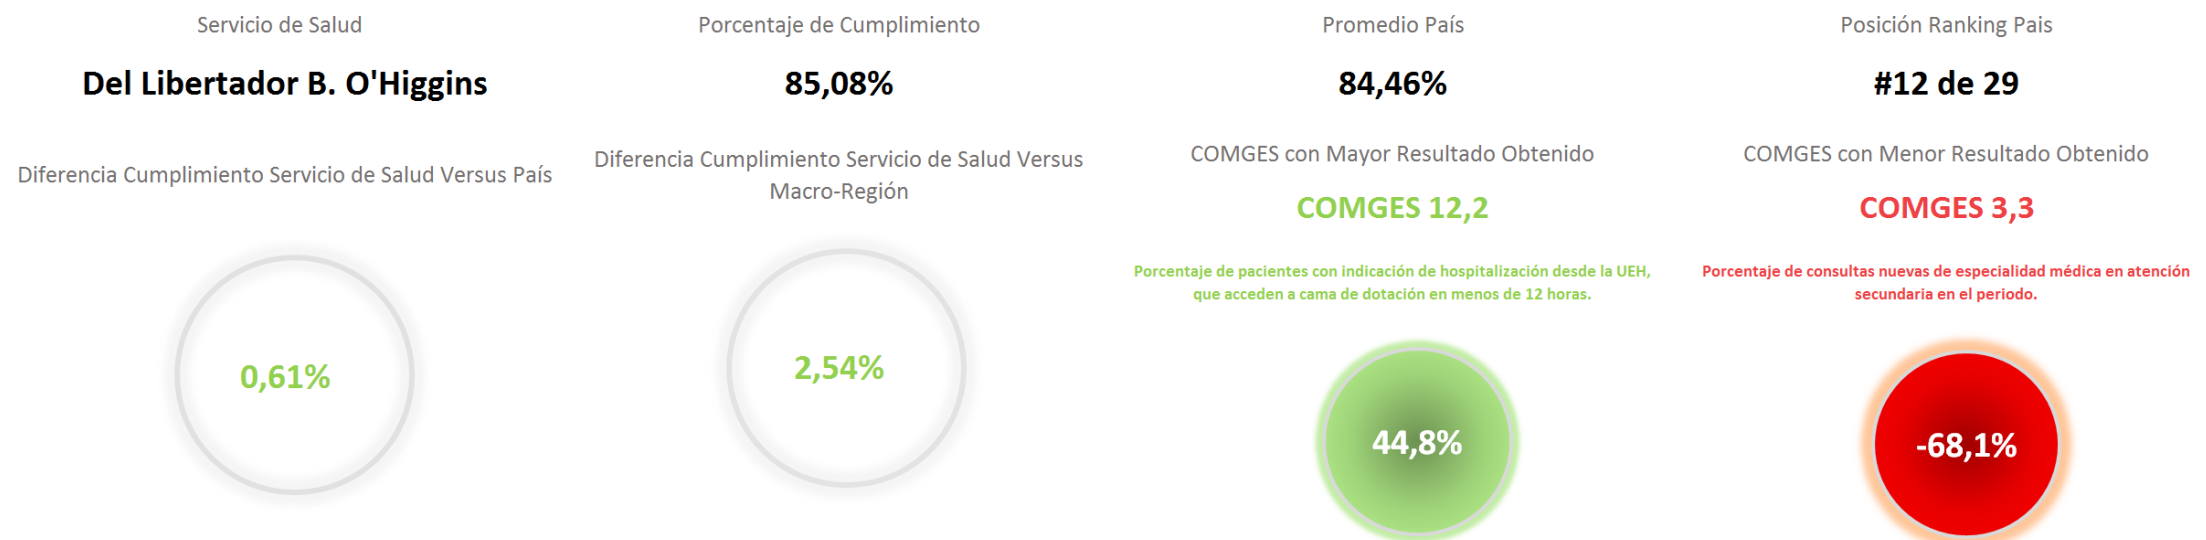 Servicio de Salud
Del Libertador B. O'Higgins
Porcentaje de Cumplimiento
85,08%
Promedio País
84,46%
Posición Ranking Pais
#12 de 29
Diferencia Cumplimiento Servicio de Salud Versus País
0,61%
Diferencia Cumplimiento Servicio de Salud Versus
Macro-Región
2,54%
COMGES con Mayor Resultado Obtenido
COMGES 12,2
Porcentaje de pacientes con indicación de hospitalización desde la UEH,
que acceden a cama de dotación en menos de 12 horas.
44,8%
COMGES con Menor Resultado Obtenido
COMGES 3,3
Porcentaje de consultas nuevas de especialidad médica en atención
secundaria en el periodo.
-68,1%